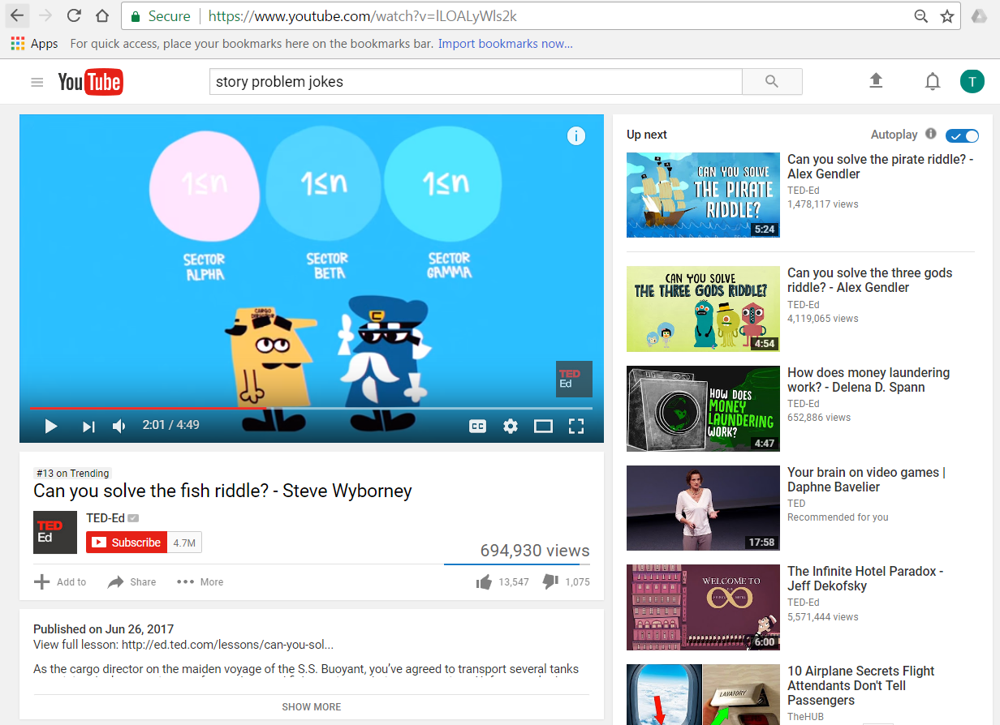 Secure
https://www.youtube.com/watch?v=lLOALyWls2k
Apps For quick access, place your bookmarks here on the bookmarks bar. Import bookmarks now...
YouTube
story problem jokes
T
1≤n 1≤n 1≤n
SECTOR ALPHA
SECTOR BETA
SECTOR GAMMA
CARGO DIRECTOR
C
TED Ed
2:01 / 4:49
CC
#13 on Trending
Can you solve the fish riddle? - Steve Wyborney
TED Ed
TED-Ed
Subscribe 4.7M
694,930 views
Add to Share More
13,547 1,075
Published on Jun 26, 2017
View full lesson: http://ed.ted.com/lessons/can-you-sol...
As the cargo director on the maiden voyage of the S.S. Buoyant, you've agreed to transport several tanks
SHOW MORE
Up next
Autoplay
CAN YOU SOLVE
THE PIRATE
RIDDLE?
5:24
Can you solve the pirate riddle? -
Alex Gendler
TED-Ed
1,478,117 views
CAN YOU SOLVE
THE THREE GODS RIDDLE?
4:54
Can you solve the three gods
riddle? - Alex Gendler
TED-Ed
4,119,065 views
HOW DOES
MONEY
LAUNDERING
WORK?
4:47
How does money laundering
work? - Delena D. Spann
TED-Ed
652,886 views
17:58
Your brain on video games |
Daphne Bavelier
TED
Recommended for you
WELCOME TO
6:00
The Infinite Hotel Paradox -
Jeff Dekofsky
TED-Ed
5,571,444 views
LAVATORY
10 Airplane Secrets Flight
Attendants Don't Tell
Passengers
TheHUB